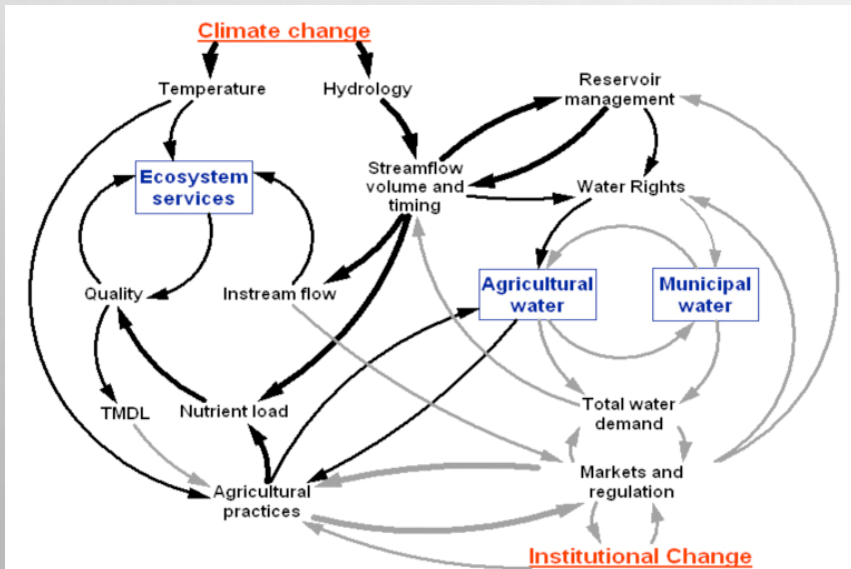 Climate change
Temperature
Hydrology
Reservoir
management
Ecosystem
services
Streamflow
volume and
timing
Water Rights
Quality
Instream flow
Agricultural
water
Municipal
water
TMDL
Nutrient load
Total water
demand
Agricultural
practices
Markets and
regulation
Institutional Change